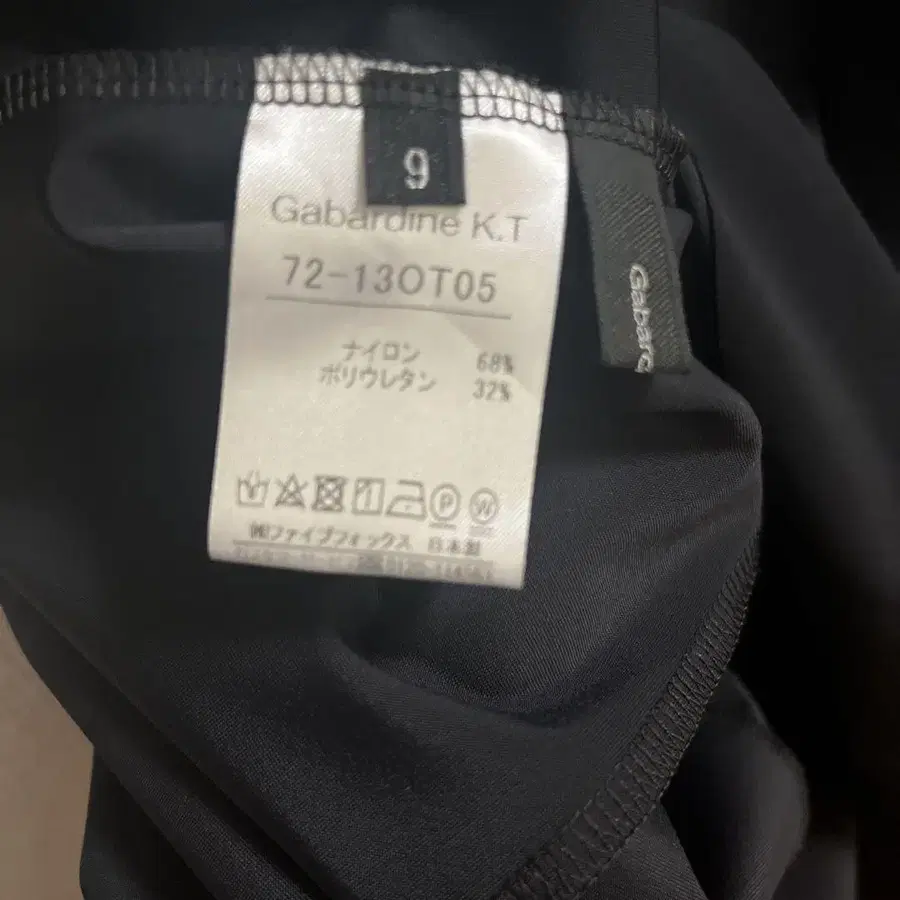 9
Gabardine K.T
72-13OT05
ナイロン 68%
ポリウレタン 32%
P W
㈱ファイブフォックス 日本製
Gabard